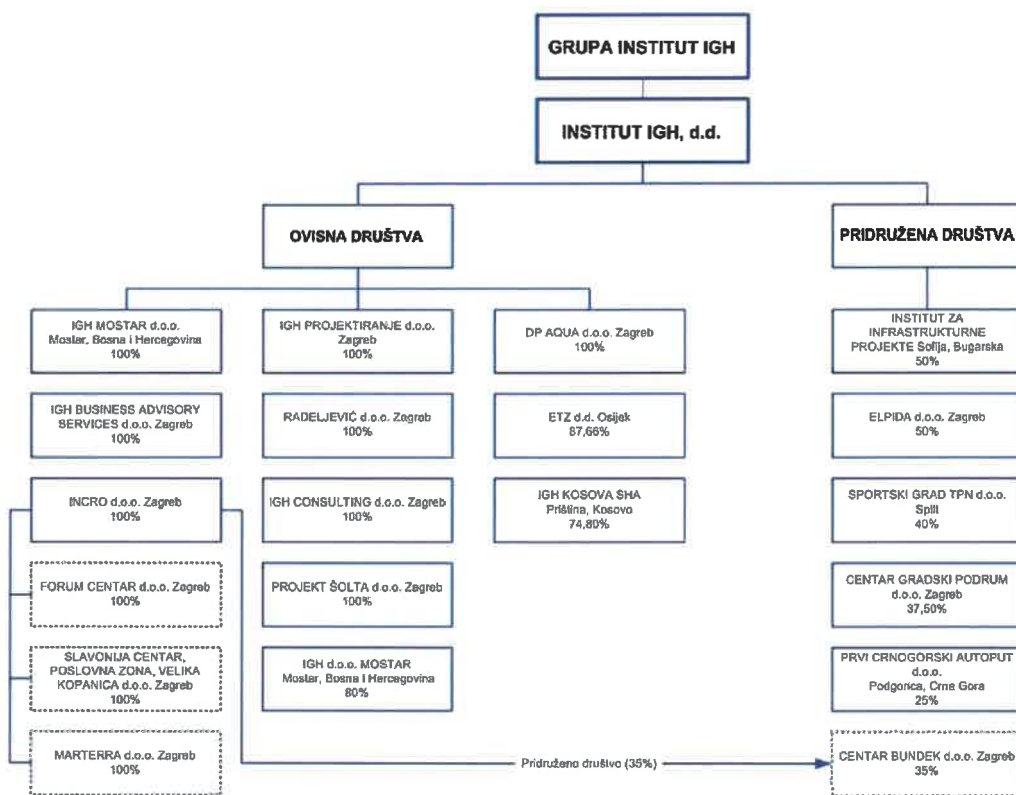 GRUPA INSTITUT IGH
INSTITUT IGH, d.d.
OVISNA DRUŠTVA
PRIDRUŽENA DRUŠTVA
IGH MOSTAR d.o.o.
Mostar, Bosna i Hercegovina
100%
IGH BUSINESS ADVISORY
SERVICES d.o.o. Zagreb
100%
INCRO d.o.o. Zagreb
100%
FORUM CENTAR d.o.o. Zagreb
100%
SLAVONIJA CENTAR,
POSLOVNA ZONA, VELIKA
KOPANICA d.o.o. Zagreb
100%
MARTERRA d.o.o. Zagreb
100%
IGH PROJEKTIRANJE d.o.o.
Zagreb
100%
RADELJEVIĆ d.o.o. Zagreb
100%
IGH CONSULTING d.o.o. Zagreb
100%
PROJEKT ŠOLTA d.o.o. Zagreb
100%
IGH d.o.o. MOSTAR
Mostar, Bosna i Hercegovina
80%
DP AQUA d.o.o. Zagreb
100%
ETZ d.d. Osijek
87,66%
IGH KOSOVA SHA
Priština, Kosovo
74,80%
INSTITUT ZA
INFRASTRUKTURNE
PROJEKTE Sofija, Bugarska
50%
ELPIDA d.o.o. Zagreb
50%
SPORTSKI GRAD TPN d.o.o.
Split
40%
CENTAR GRADSKI PODRUM
d.o.o. Zagreb
37,50%
PRVI CRNOGORSKI AUTOPUT
d.o.o.
Podgorica, Crna Gora
25%
Pridruženo društvo (35%)
CENTAR BUNDEK d.o.o. Zagreb
35%